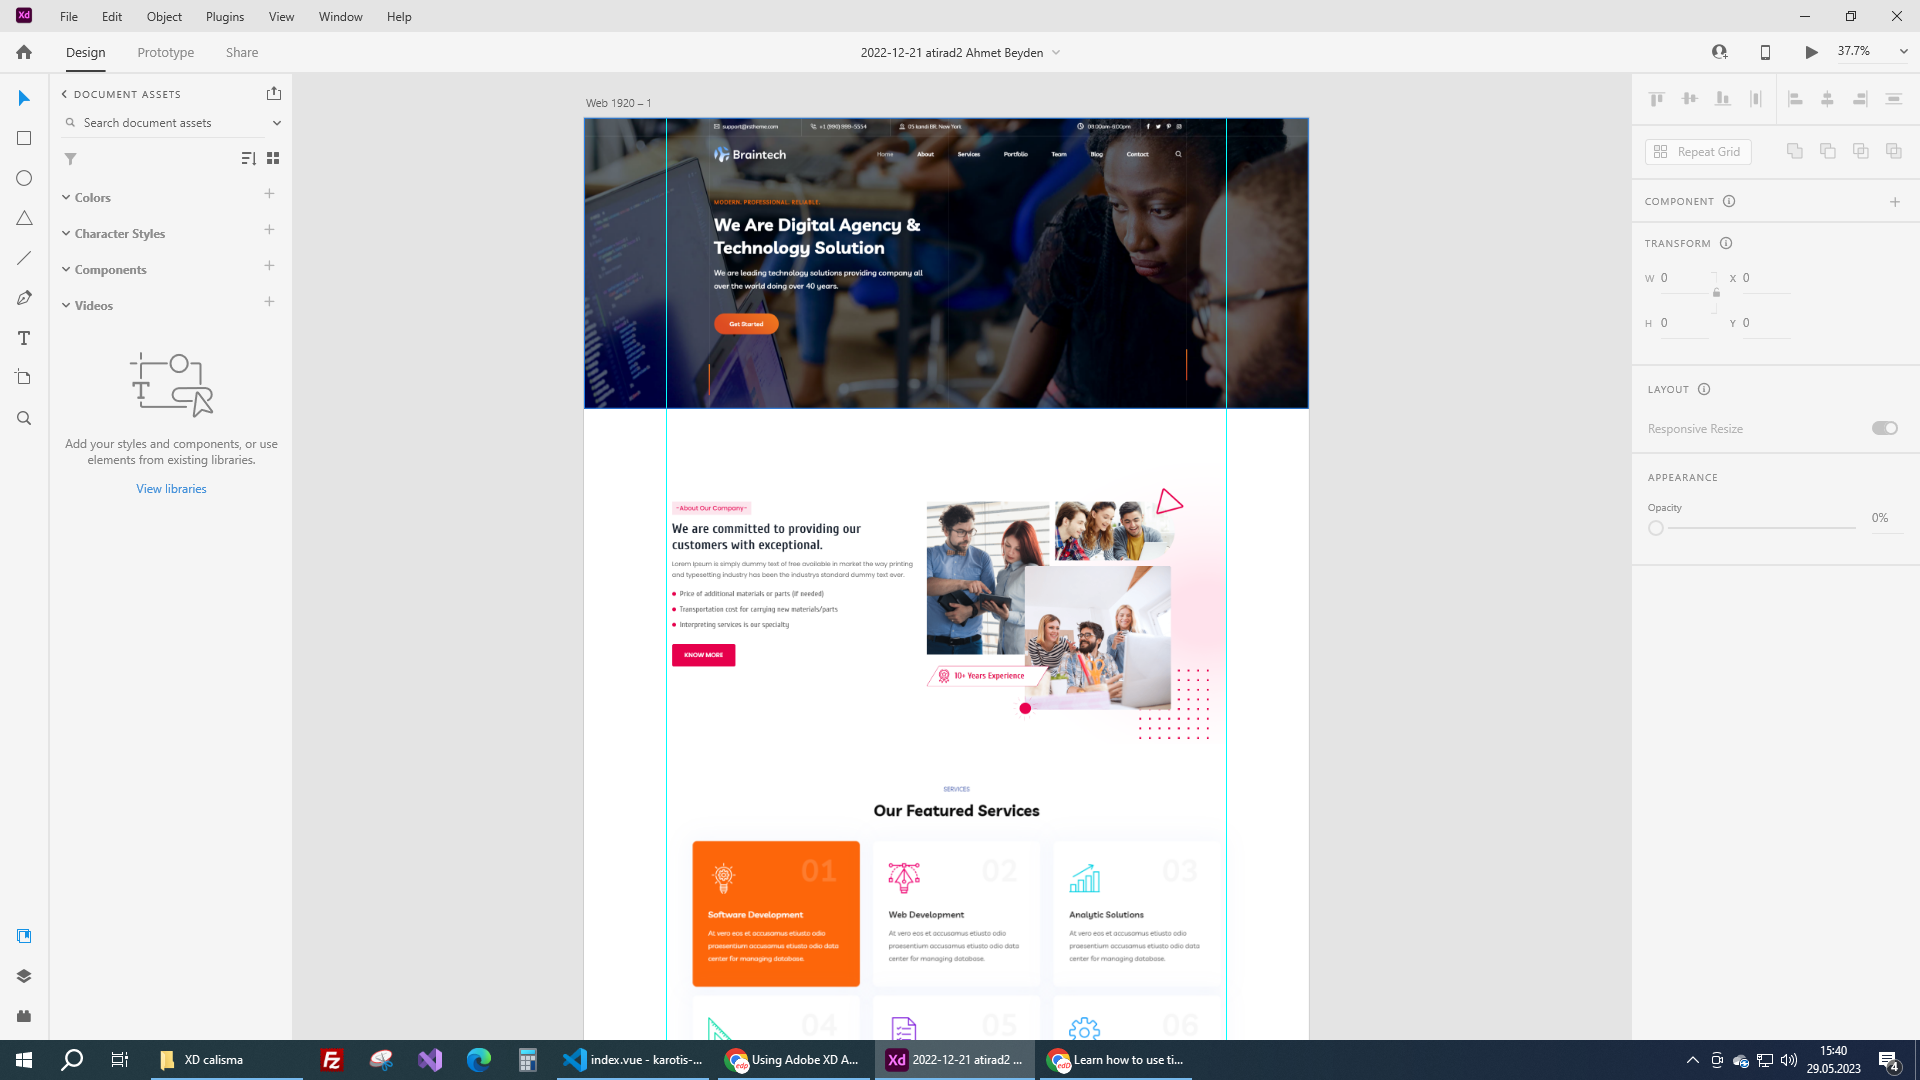 Xd File Edit Object Plugins View Window Help
Design Prototype Share
2022-12-21 atirad2 Ahmet Beyden
37.7%
DOCUMENT ASSETS
Search document assets
Colors
Character Styles
Components
Videos
Add your styles and components, or use
elements from existing libraries.
View libraries
Web 1920 – 1
support@rstheme.com +1 (990) 999–5554 05 kandi BR. New York 08:00am-6:00pm
Braintech
Home About Services Portfolio Team Blog Contact
MODERN. PROFESSIONAL. RELIABLE.
We Are Digital Agency &
Technology Solution
We are leading technology solutions providing company all
over the world doing over 40 years.
Get Started
~About Our Company~
We are committed to providing our
customers with exceptional.
Lorem Ipsum is simply dummy text of free available in market the way printing
and typesetting industry has been the industrys standard dummy text ever.
Price of additional materials or parts (if needed)
Transportation cost for carrying new materials/parts
Interpreting services is our specialty
KNOW MORE
10+ Years Experience
SERVICES
Our Featured Services
01
Software Development
At vero eos et accusamus etiusto odio
praesentium accusamus etiusto odio data
center for managing database.
02
Web Development
At vero eos et accusamus etiusto odio
praesentium accusamus etiusto odio data
center for managing database.
03
Analytic Solutions
At vero eos et accusamus etiusto odio
praesentium accusamus etiusto odio data
center for managing database.
04
05
06
Repeat Grid
COMPONENT
TRANSFORM
W 0 X 0
H 0 Y 0
LAYOUT
Responsive Resize
APPEARANCE
Opacity
0%
XD calisma
Fz
index.vue - karotis-...
Using Adobe XD A...
Xd 2022-12-21 atirad2 ...
Learn how to use ti...
15:40
29.05.2023
4